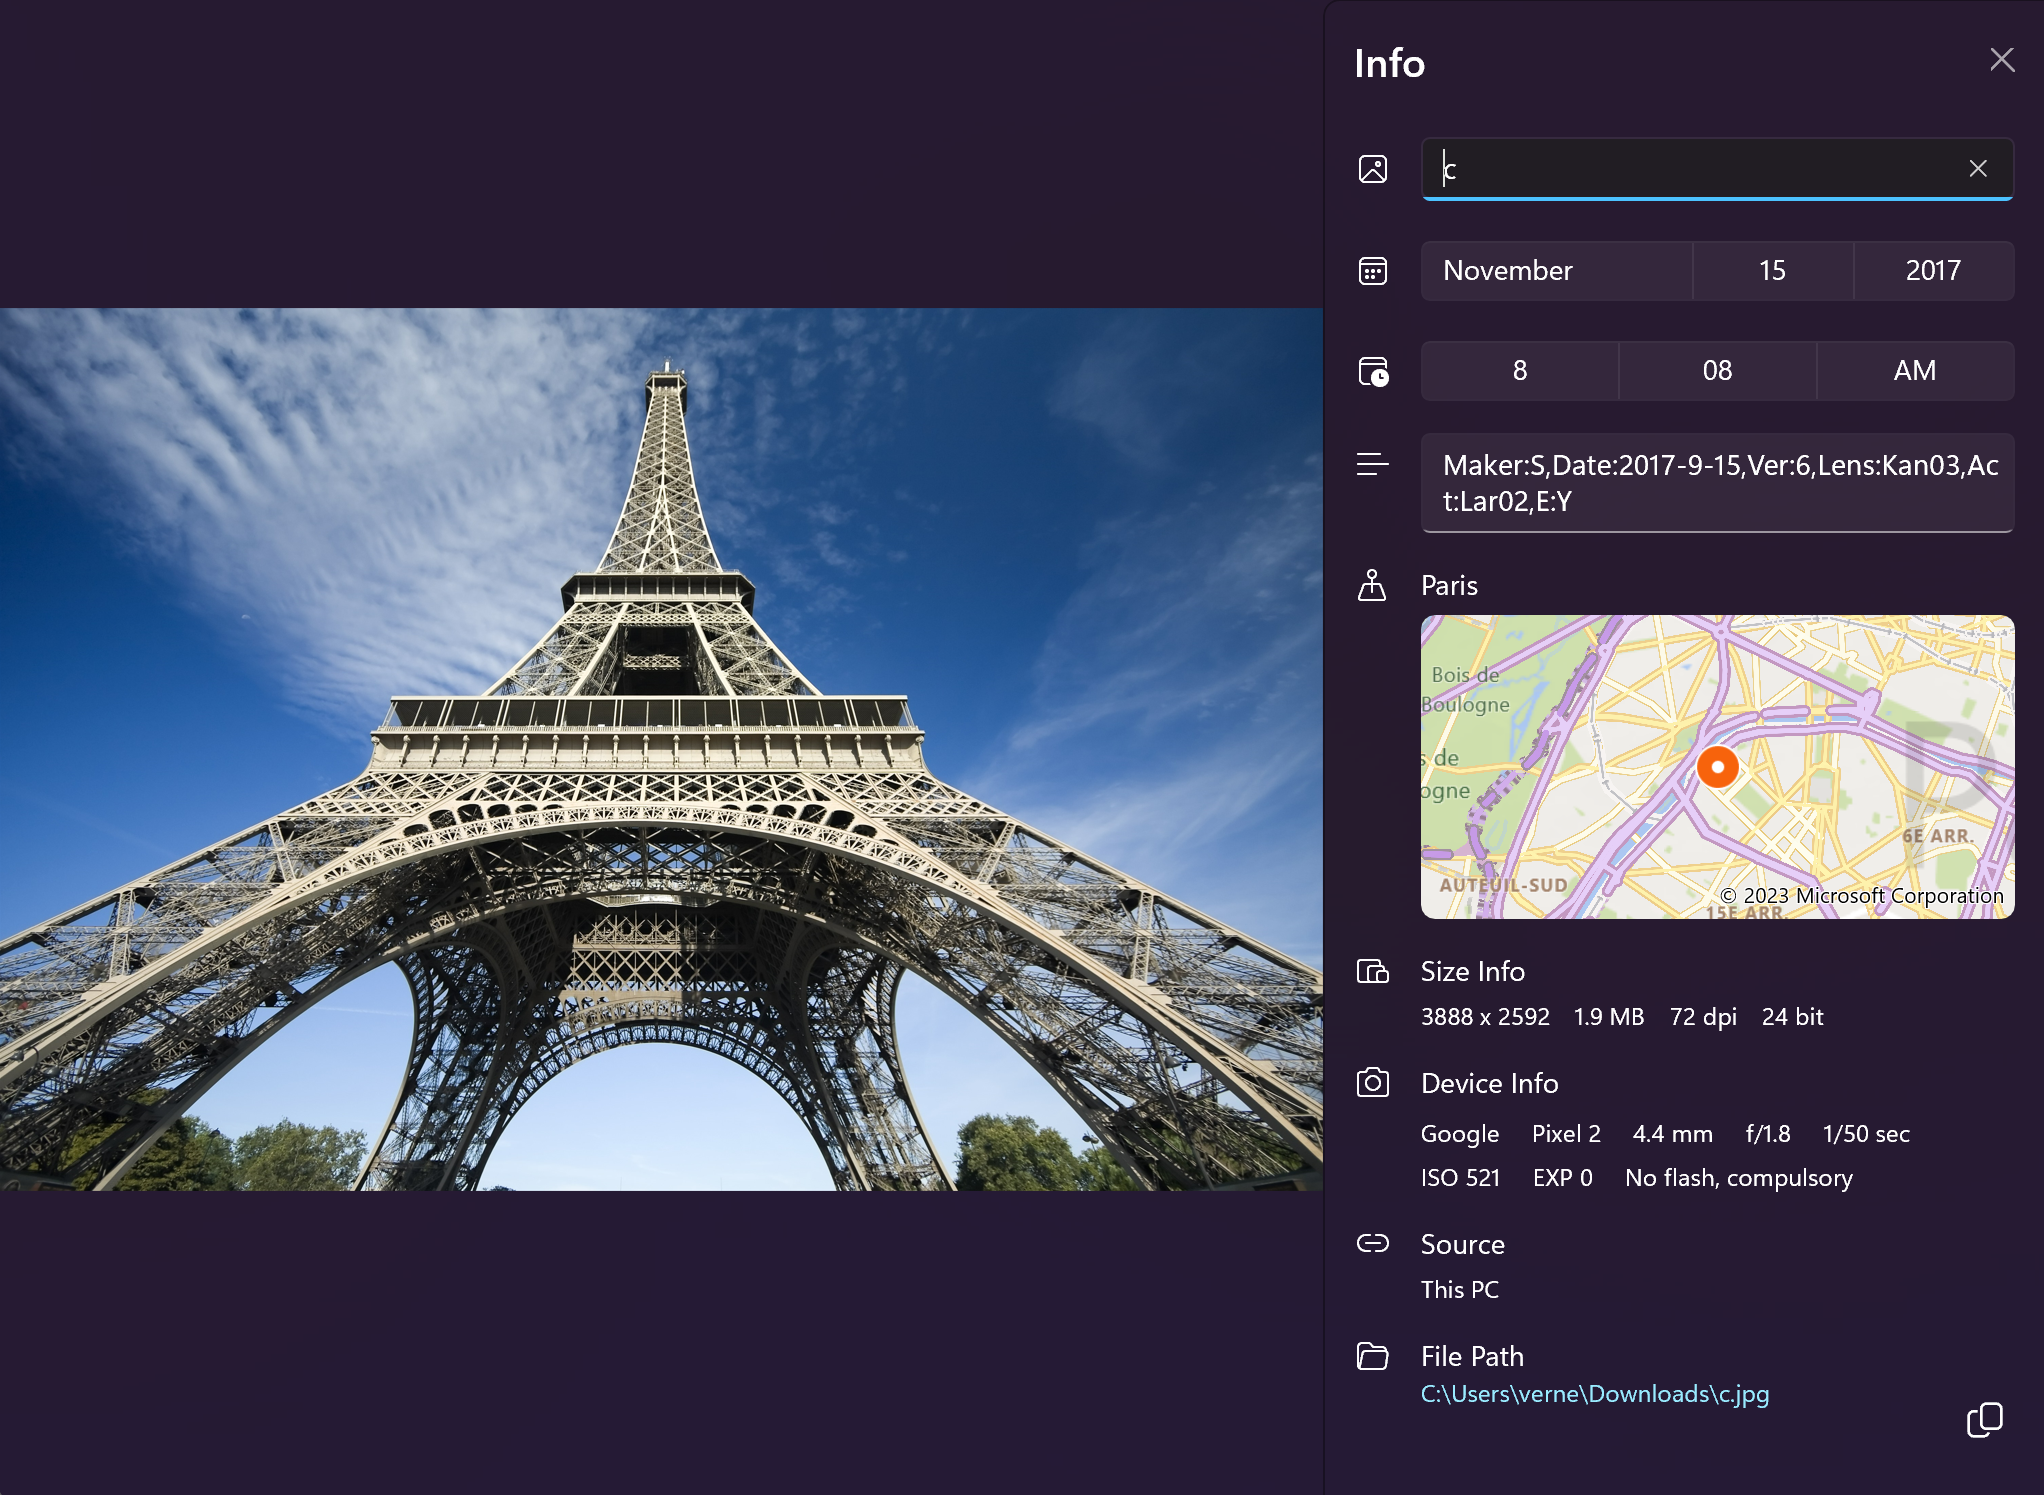 Info
c
November 15 2017
8 08 AM
Maker:S,Date:2017-9-15,Ver:6,Lens:Kan03,Ac
t:Lar02,E:Y
Paris
Bois de
Boulogne
s de
ogne
6E ARR.
AUTEUIL-SUD
© 2023 Microsoft Corporation
15E ARR.
Size Info
3888 x 2592 1.9 MB 72 dpi 24 bit
Device Info
Google Pixel 2 4.4 mm f/1.8 1/50 sec
ISO 521 EXP 0 No flash, compulsory
Source
This PC
File Path
C:\Users\verne\Downloads\c.jpg